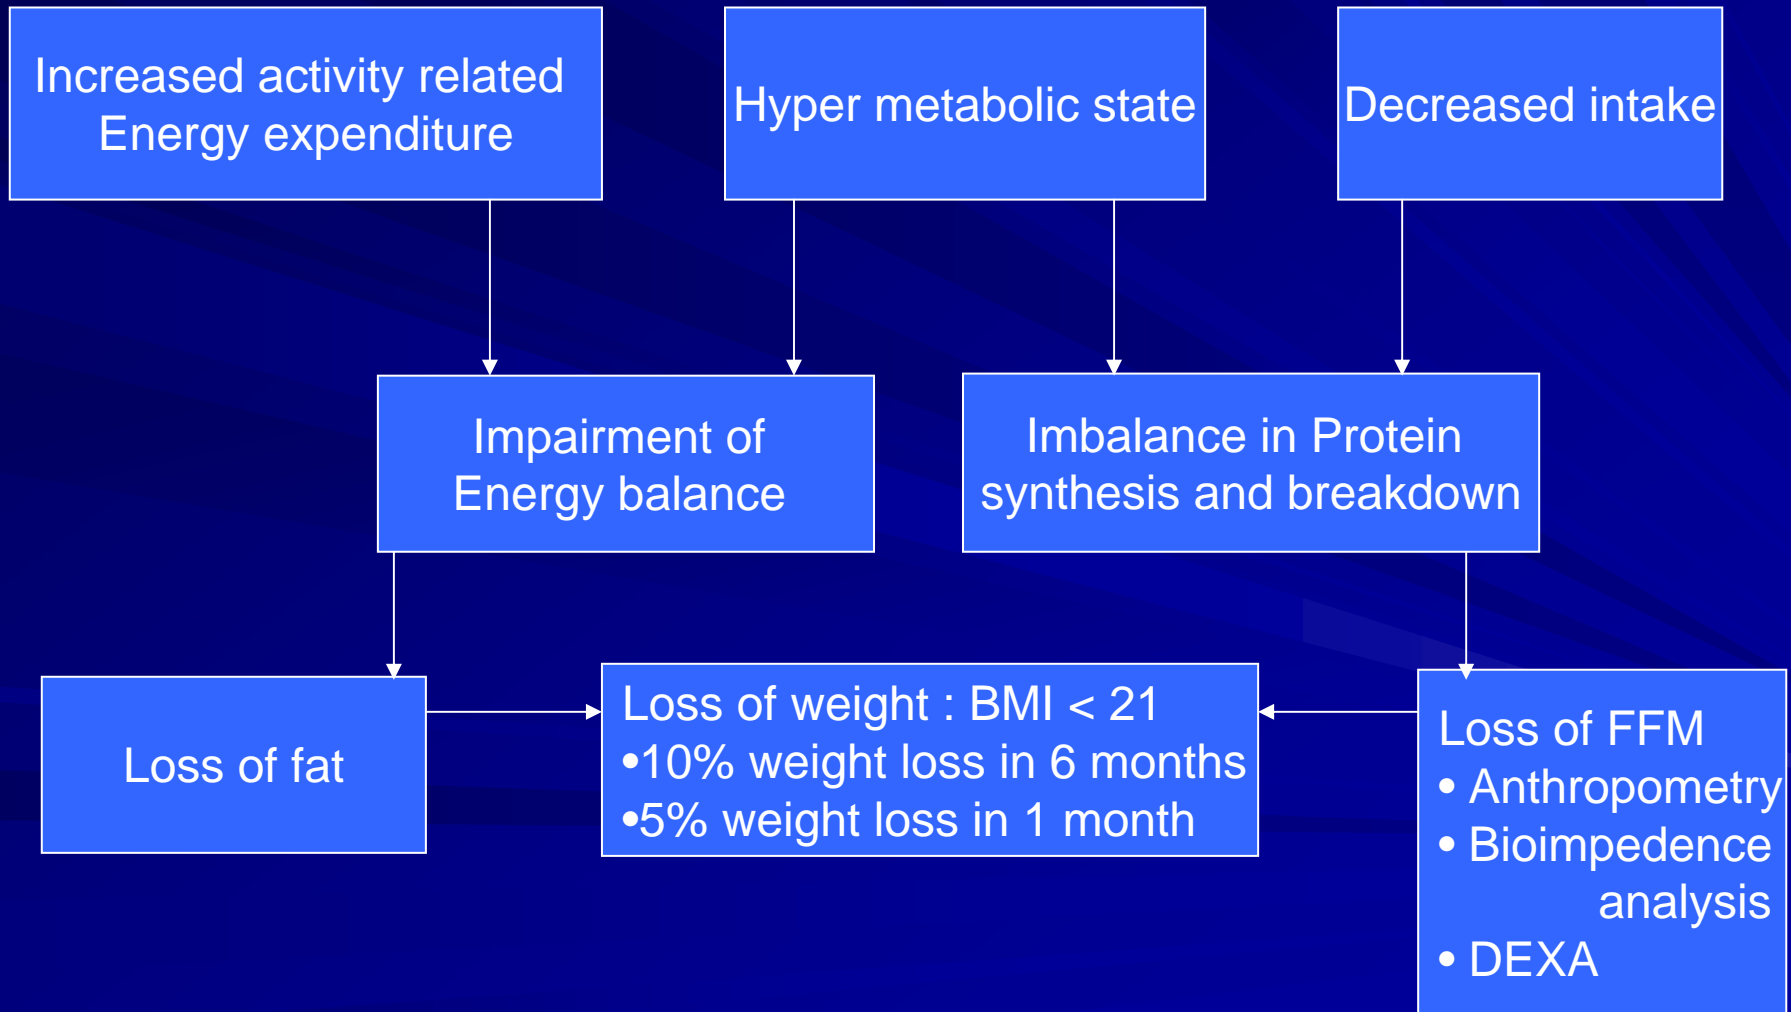 Increased activity related
Energy expenditure
Hyper metabolic state
Decreased intake
Impairment of
Energy balance
Imbalance in Protein
synthesis and breakdown
Loss of fat
Loss of weight : BMI < 21
•10% weight loss in 6 months
•5% weight loss in 1 month
Loss of FFM
• Anthropometry
• Bioimpedence
analysis
• DEXA